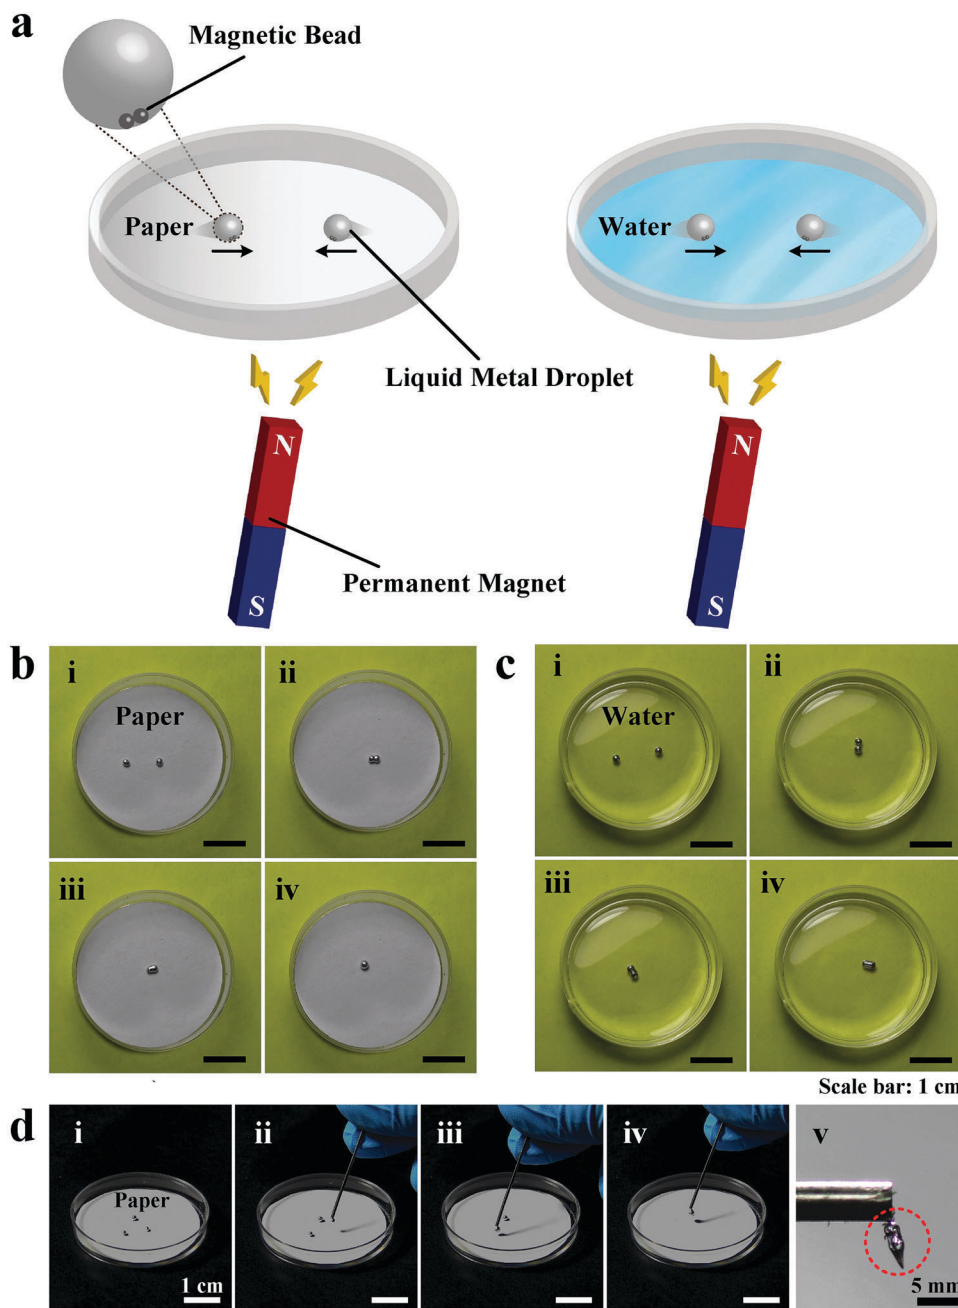 a
Magnetic Bead
Paper
Water
Liquid Metal Droplet
N
N
Permanent Magnet
S
S
b
i
Paper
ii
iii
iv
c
i
Water
ii
iii
iv
Scale bar: 1 cm
d
i
Paper
1 cm
ii
iii
iv
v
5 mm